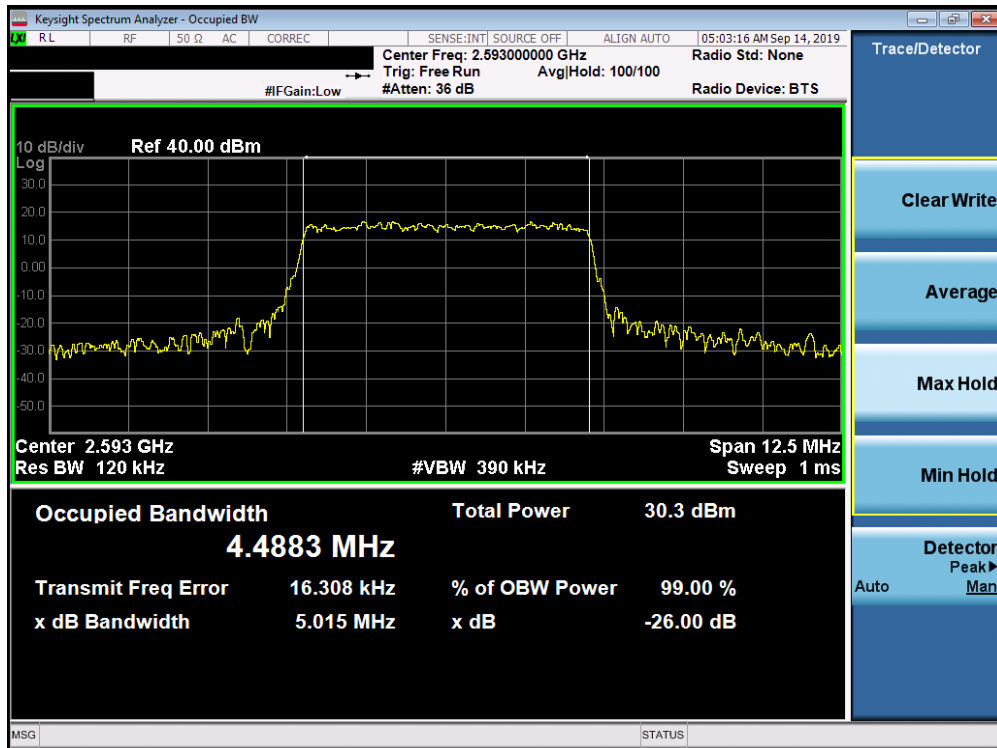 Keysight Spectrum Analyzer - Occupied BW
LXI RL RF 50 Ω AC CORREC SENSE:INT SOURCE OFF ALIGN AUTO 05:03:16 AM Sep 14, 2019
Center Freq: 2.593000000 GHz Radio Std: None
Trig: Free Run Avg|Hold: 100/100
#IFGain:Low #Atten: 36 dB Radio Device: BTS
Trace/Detector
10 dB/div Ref 40.00 dBm
Log
30.0
20.0
10.0
0.00
-10.0
-20.0
-30.0
-40.0
-50.0
Center 2.593 GHz Span 12.5 MHz
Res BW 120 kHz #VBW 390 kHz Sweep 1 ms
Occupied Bandwidth Total Power 30.3 dBm
4.4883 MHz
Transmit Freq Error 16.308 kHz % of OBW Power 99.00 %
x dB Bandwidth 5.015 MHz x dB -26.00 dB
Clear Write
Average
Max Hold
Min Hold
Detector
Peak▶
Auto Man
MSG STATUS